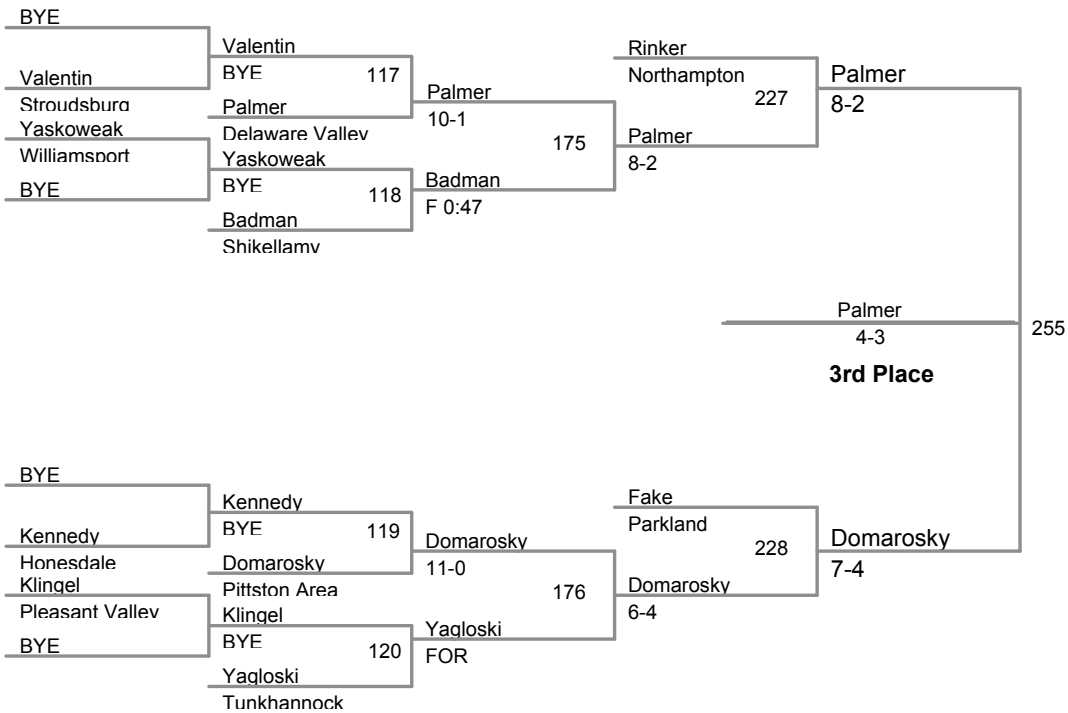 BYE
Valentin
Stroudsburg
Yaskoweak
Williamsport
BYE
Valentin
BYE
117
Palmer
Delaware Valley
Yaskoweak
BYE
118
Badman
Shikellamy
Palmer
10-1
175
Badman
F 0:47
Rinker
Northampton
227
Palmer
8-2
Palmer
8-2
Palmer
4-3
3rd Place
255
BYE
Kennedy
Honesdale
Klingel
Pleasant Valley
BYE
Kennedy
BYE
119
Domarosky
Pittston Area
Klingel
BYE
120
Yagloski
Tunkhannock
Domarosky
11-0
176
Yagloski
FOR
Fake
Parkland
228
Domarosky
6-4
Domarosky
7-4